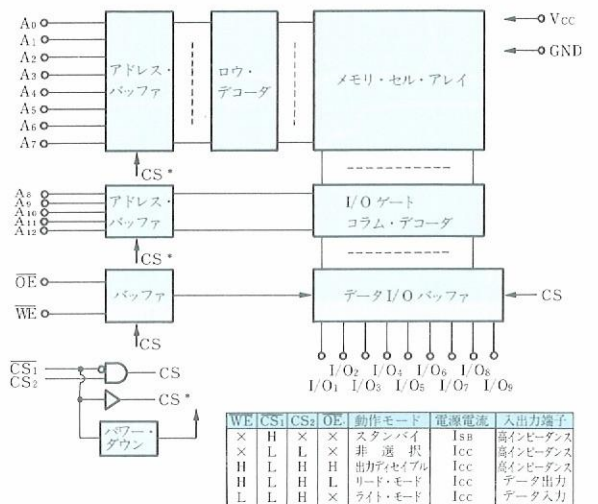 A₀
A₁
A₂
A₃
A₄
A₅
A₆
A₇
アドレス・
バッファ
ロウ・
デコーダ
メモリ・セル・アレイ
Vcc
GND
CS*
A₈
A₉
A₁₀
A₁₁
A₁₂
アドレス・
バッファ
I/O ゲート
コラム・デコーダ
CS*
OE
WE
バッファ
データ I/O バッファ
CS
CS
I/O₂ I/O₄ I/O₆ I/O₈
I/O₁ I/O₃ I/O₅ I/O₇ I/O₉
CS₁
CS₂
CS
CS*
パワー・
ダウン
WE CS₁ CS₂ OE 動作モード 電源電流 入出力端子
× H × × スタンバイ ISB 高インピーダンス
× L L × 非選択 Icc 高インピーダンス
H L H H 出力ディセイブル Icc 高インピーダンス
H L H L リード・モード Icc データ出力
L L H × ライト・モード Icc データ入力